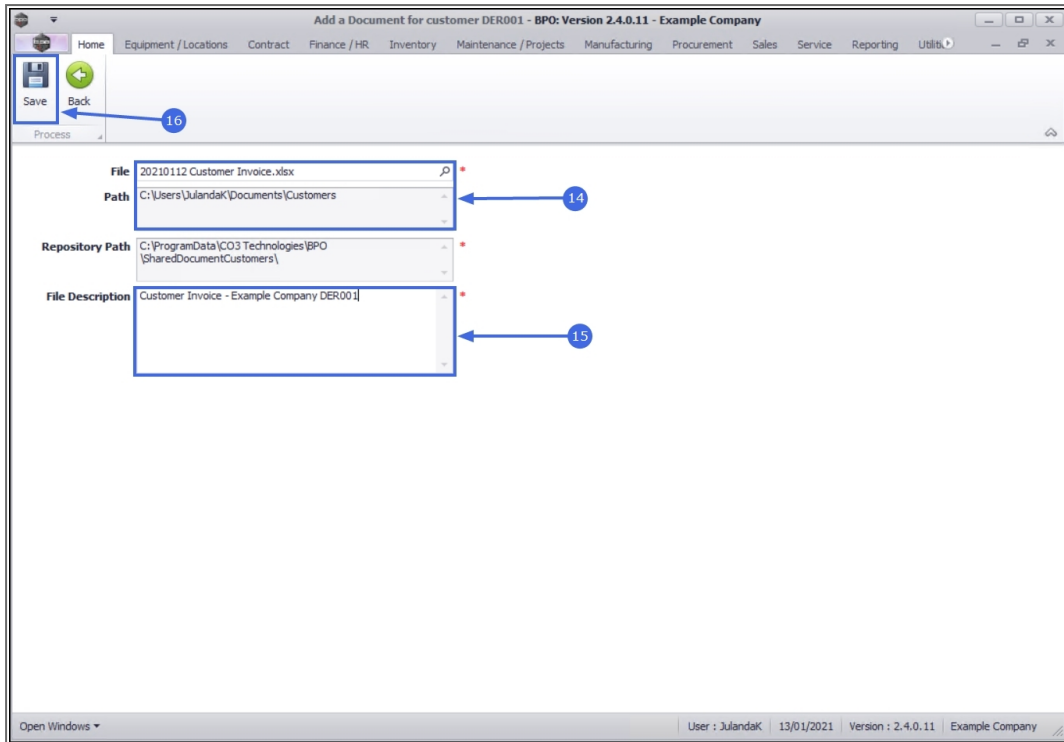 Add a Document for customer DER001 - BPO: Version 2.4.0.11 - Example Company
Home Equipment / Locations Contract Finance / HR Inventory Maintenance / Projects Manufacturing Procurement Sales Service Reporting
Save Back
16
Process
File 20210112 Customer Invoice.xlsx *
Path C:\Users\JulandaK\Documents\Customers
14
Repository Path C:\ProgramData\CO3 Technologies\BPO *
\SharedDocumentCustomers\
File Description Customer Invoice - Example Company DER001 *
15
Open Windows User : JulandaK 13/01/2021 Version : 2.4.0.11 Example Company